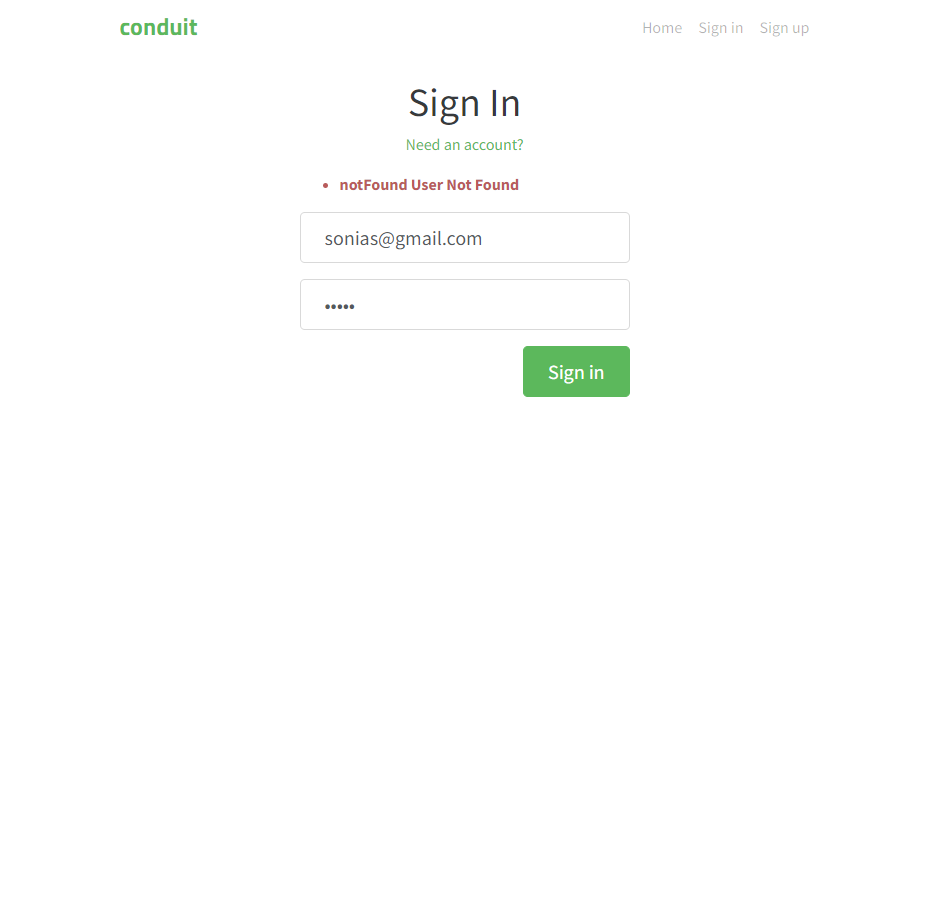 conduit
Home Sign in Sign up
Sign In
Need an account?
• notFound User Not Found
sonias@gmail.com
•••••
Sign in